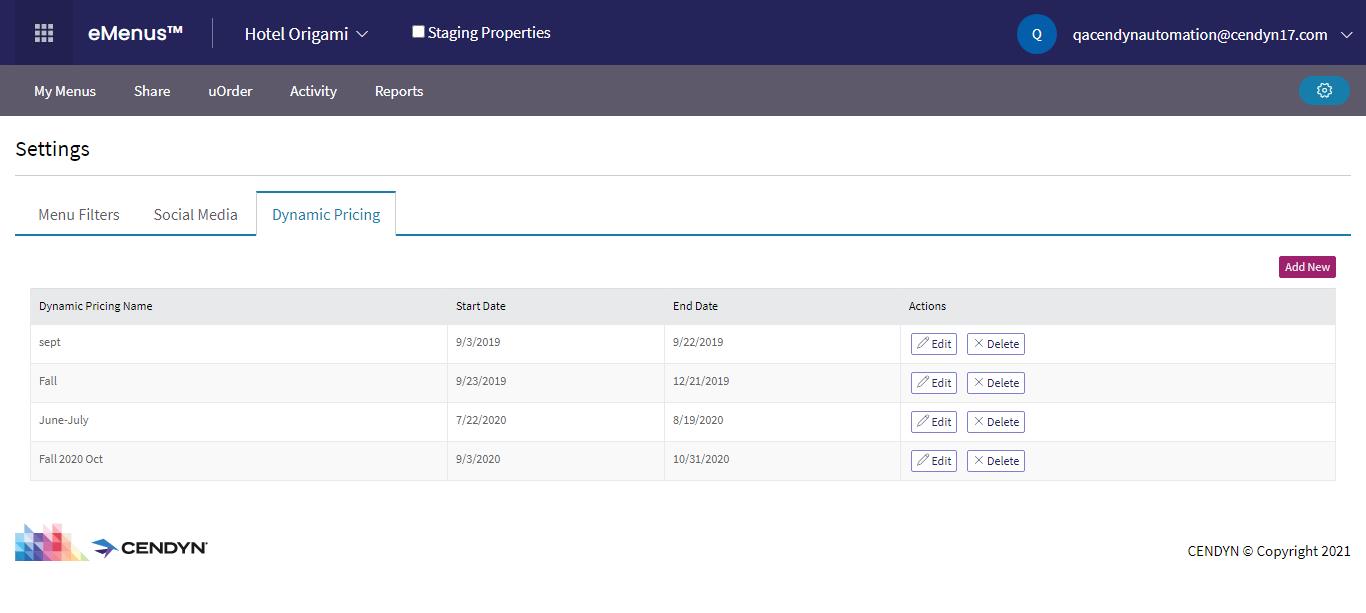 eMenus™ Hotel Origami Staging Properties Q qacendynautomation@cendyn17.com
My Menus Share uOrder Activity Reports
Settings
Menu Filters Social Media Dynamic Pricing
Add New
Dynamic Pricing Name Start Date End Date Actions
sept 9/3/2019 9/22/2019 Edit Delete
Fall 9/23/2019 12/21/2019 Edit Delete
June-July 7/22/2020 8/19/2020 Edit Delete
Fall 2020 Oct 9/3/2020 10/31/2020 Edit Delete
CENDYN CENDYN © Copyright 2021